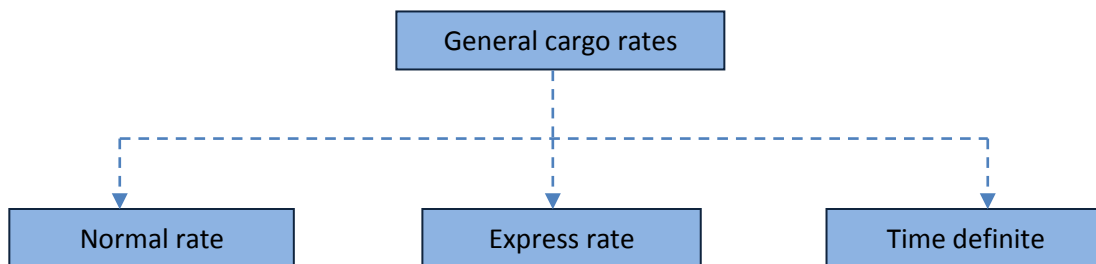 General cargo rates
Normal rate
Express rate
Time definite